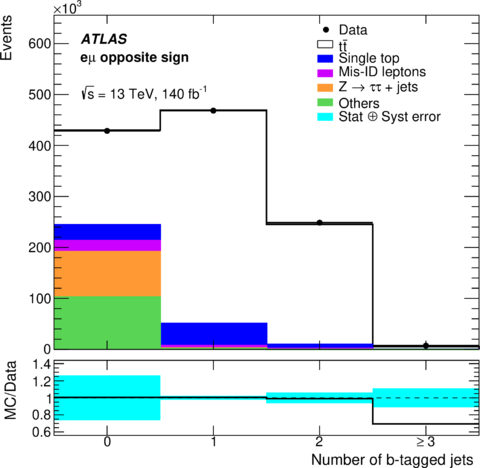 ×10³
Events
600
500
400
300
200
100
0
ATLAS
eμ opposite sign
√s = 13 TeV, 140 fb⁻¹
Data
tt̄
Single top
Mis-ID leptons
Z → ττ + jets
Others
Stat ⊕ Syst error
MC/Data
1.4
1.2
1.0
0.8
0.6
0
1
2
≥3
Number of b-tagged jets